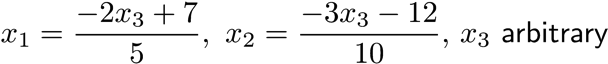 x₁ = (−2x₃ + 7)/5, x₂ = (−3x₃ − 12)/10, x₃ arbitrary